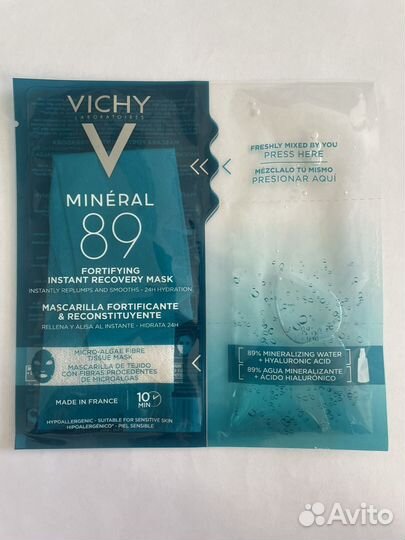 VICHY
LABORATOIRES
MINÉRAL
89
FORTIFYING
INSTANT RECOVERY MASK
INSTANTLY REPLUMPS AND SMOOTHS - 24H HYDRATION
MASCARILLA FORTIFICANTE
& RECONSTITUYENTE
RELLENA Y ALISA AL INSTANTE - HIDRATA 24H
MICRO-ALGAE FIBRE
TISSUE MASK
MASCARILLA DE TEJIDO
CON FIBRAS PROCEDENTES
DE MICROALGAS
MADE IN FRANCE
10
MIN
HYPOALLERGENIC - SUITABLE FOR SENSITIVE SKIN
HIPOALERGÉNICO* - PIEL SENSIBLE
FRESHLY MIXED BY YOU
PRESS HERE
MÉZCLALO TÚ MISMO
PRESIONAR AQUÍ
89% MINERALIZING WATER
+ HYALURONIC ACID
89% AGUA MINERALIZANTE
+ ÁCIDO HIALURÓNICO
Avito